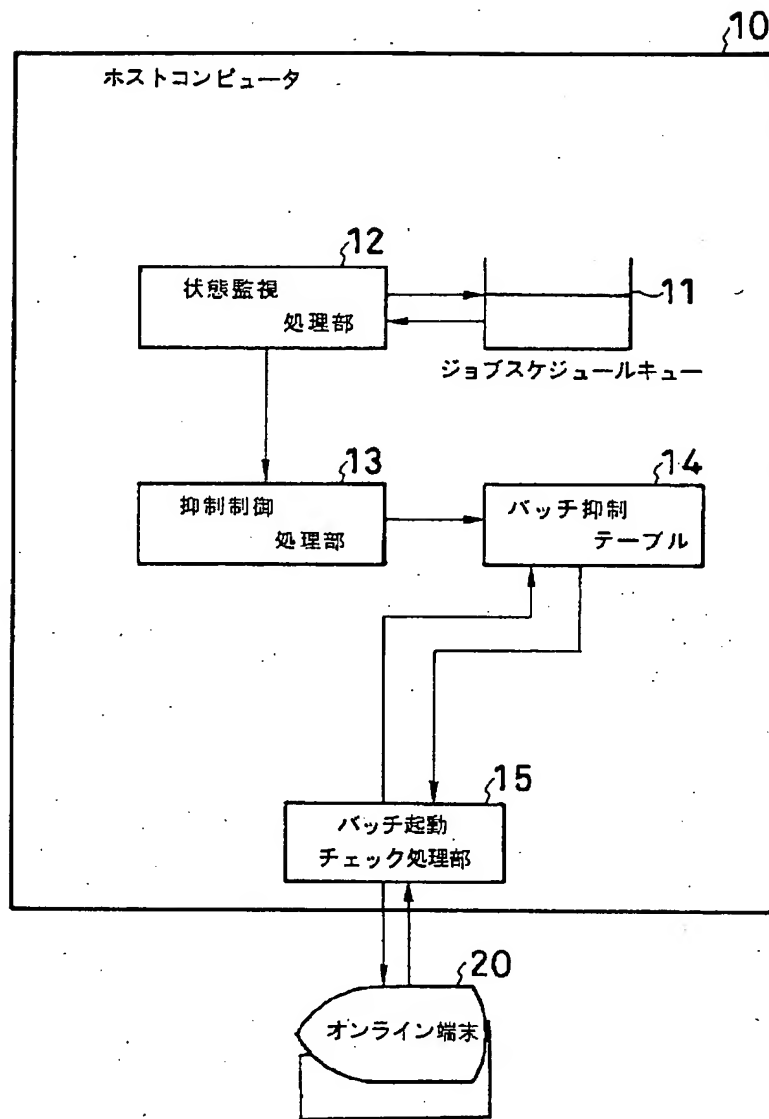 10
ホストコンピュータ
12
状態監視
処理部
11
ジョブスケジュールキュー
13
抑制制御
処理部
14
バッチ抑制
テーブル
15
バッチ起動
チェック処理部
20
オンライン端末